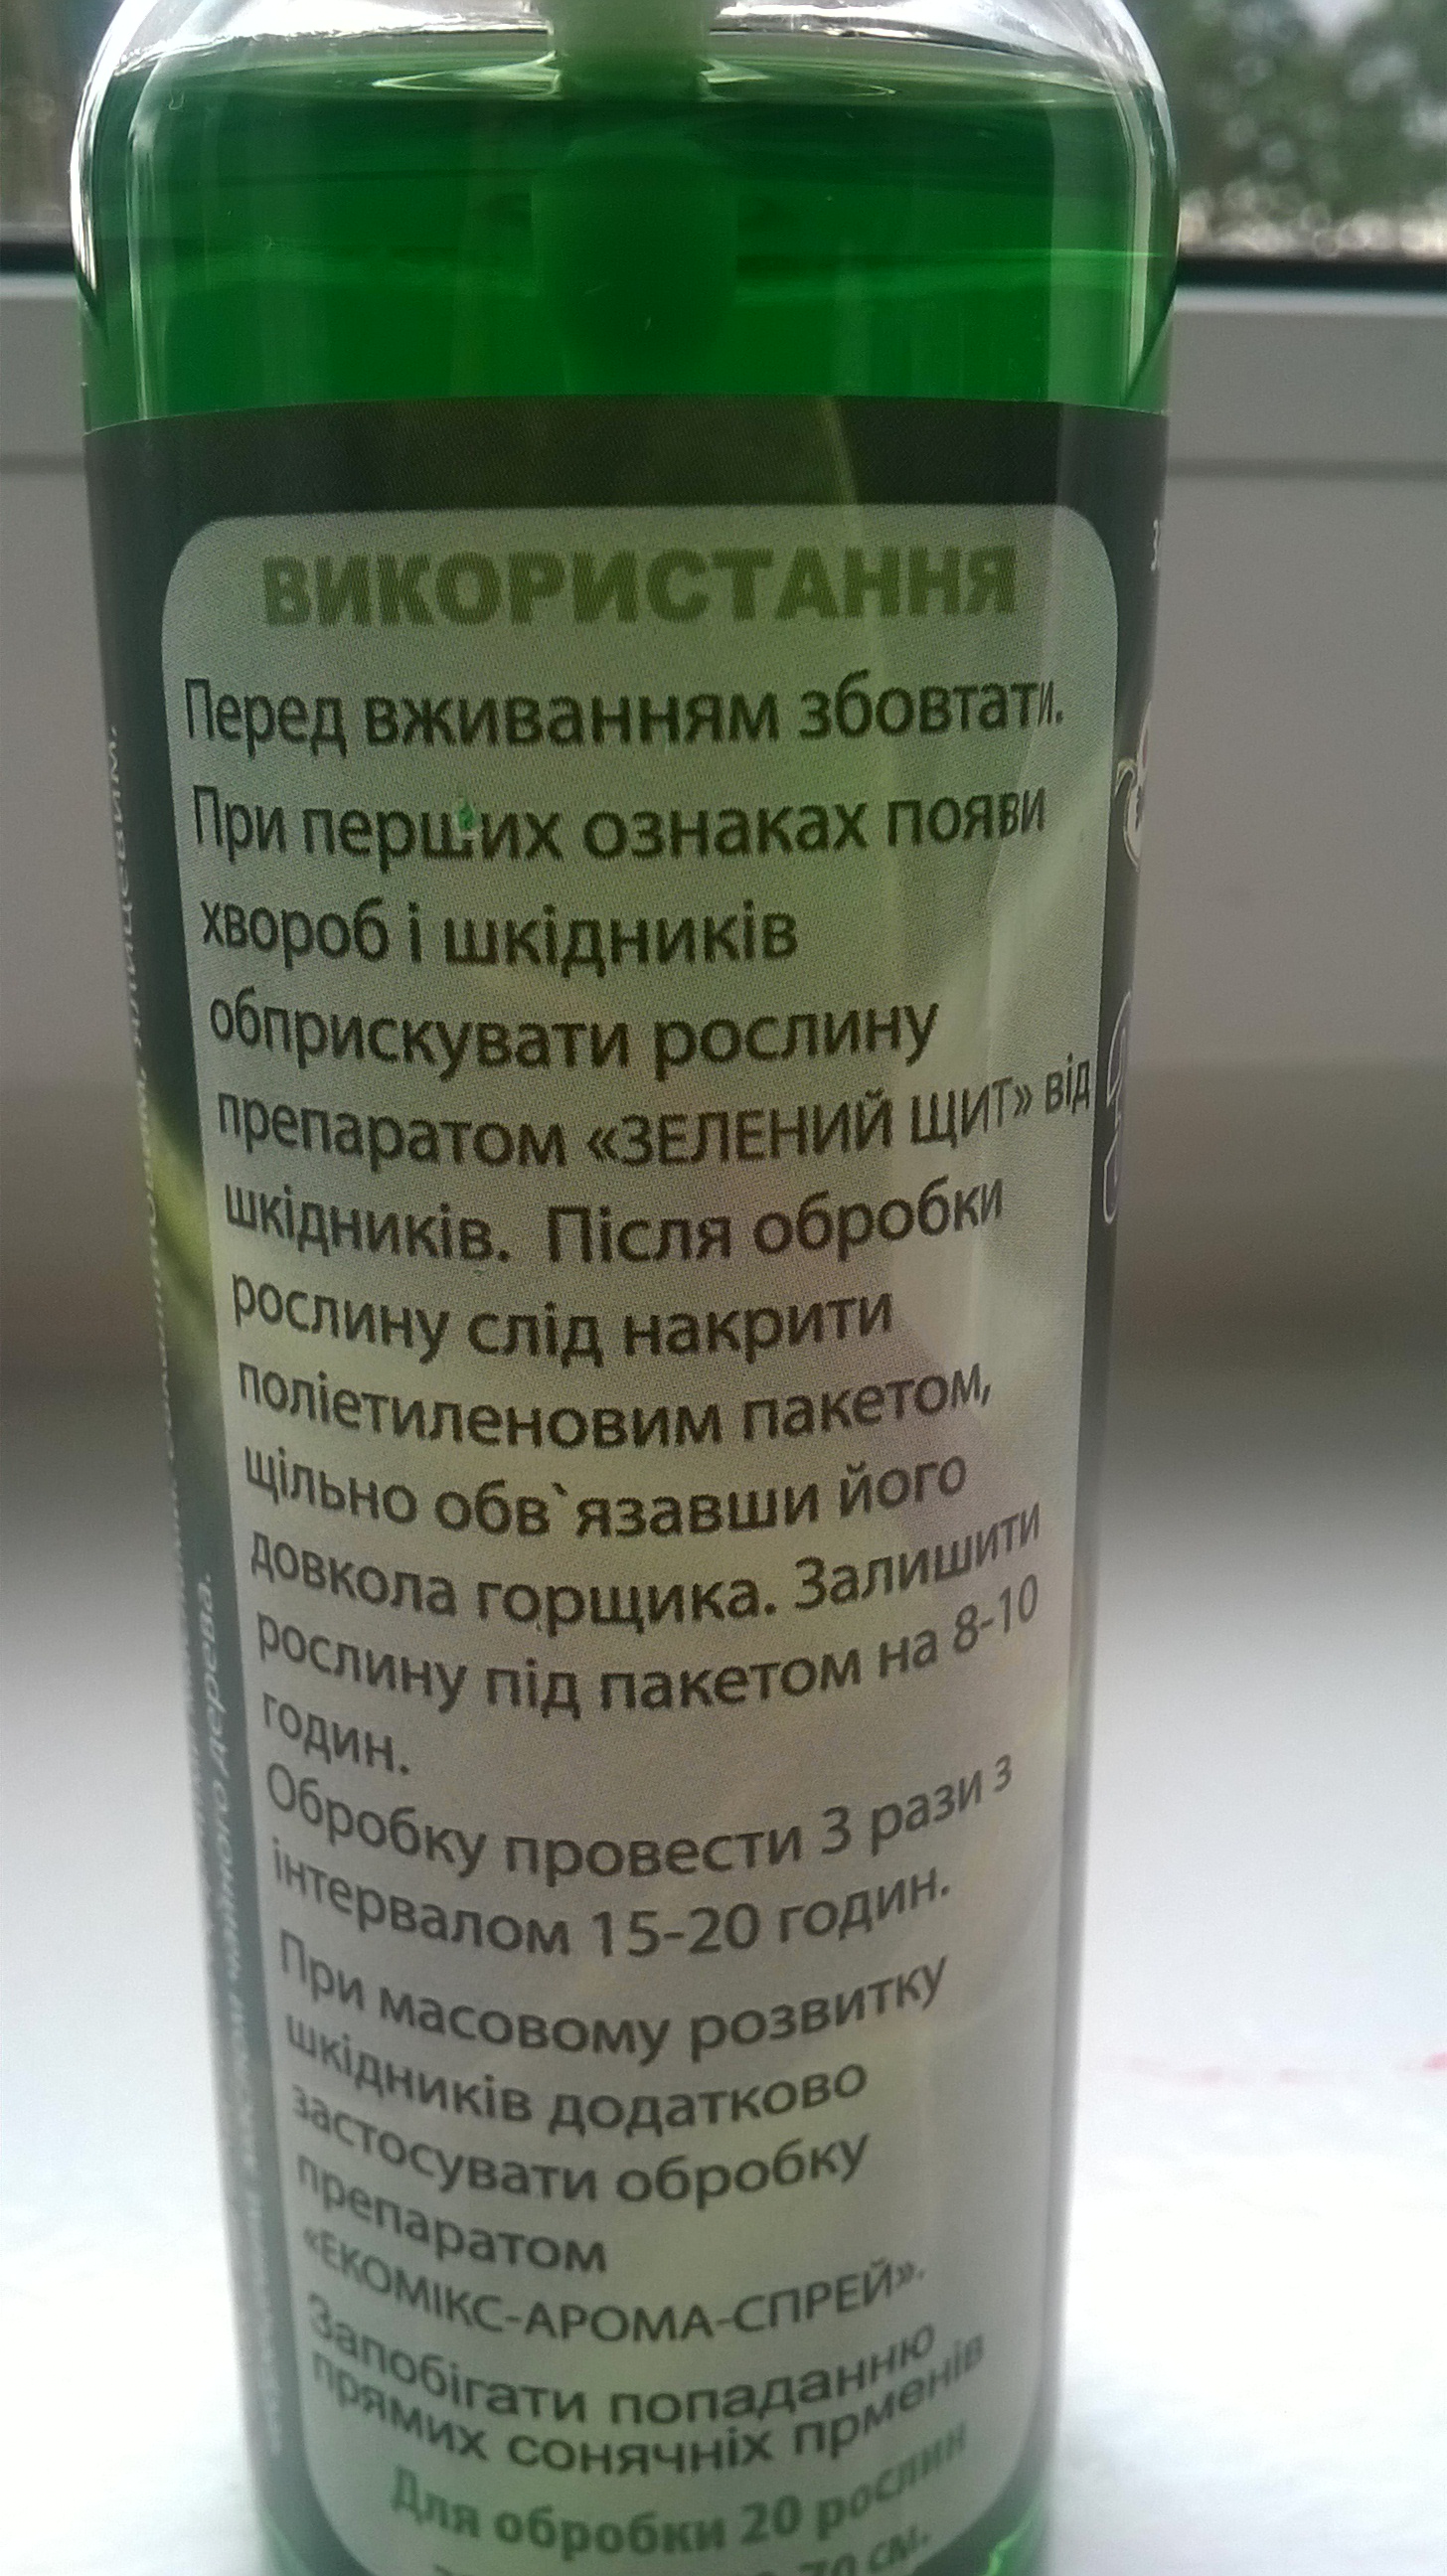 ВИКОРИСТАННЯ
Перед вживанням збовтати.
При перших ознаках появи
хвороб і шкідників
обприскувати рослину
препаратом «ЗЕЛЕНИЙ ЩИТ» від
шкідників. Після обробки
рослину слід накрити
поліетиленовим пакетом,
щільно обв`язавши його
довкола горщика. Залишити
рослину під пакетом на 8-10
годин.
Обробку провести 3 рази з
інтервалом 15-20 годин.
При масовому розвитку
шкідників додатково
застосувати обробку
препаратом
«ЕКОМІКС-АРОМА-СПРЕЙ».
Запобігати попаданню
прямих сонячніх прменів
Для обробки 20 рослин
70 см.
дерева.